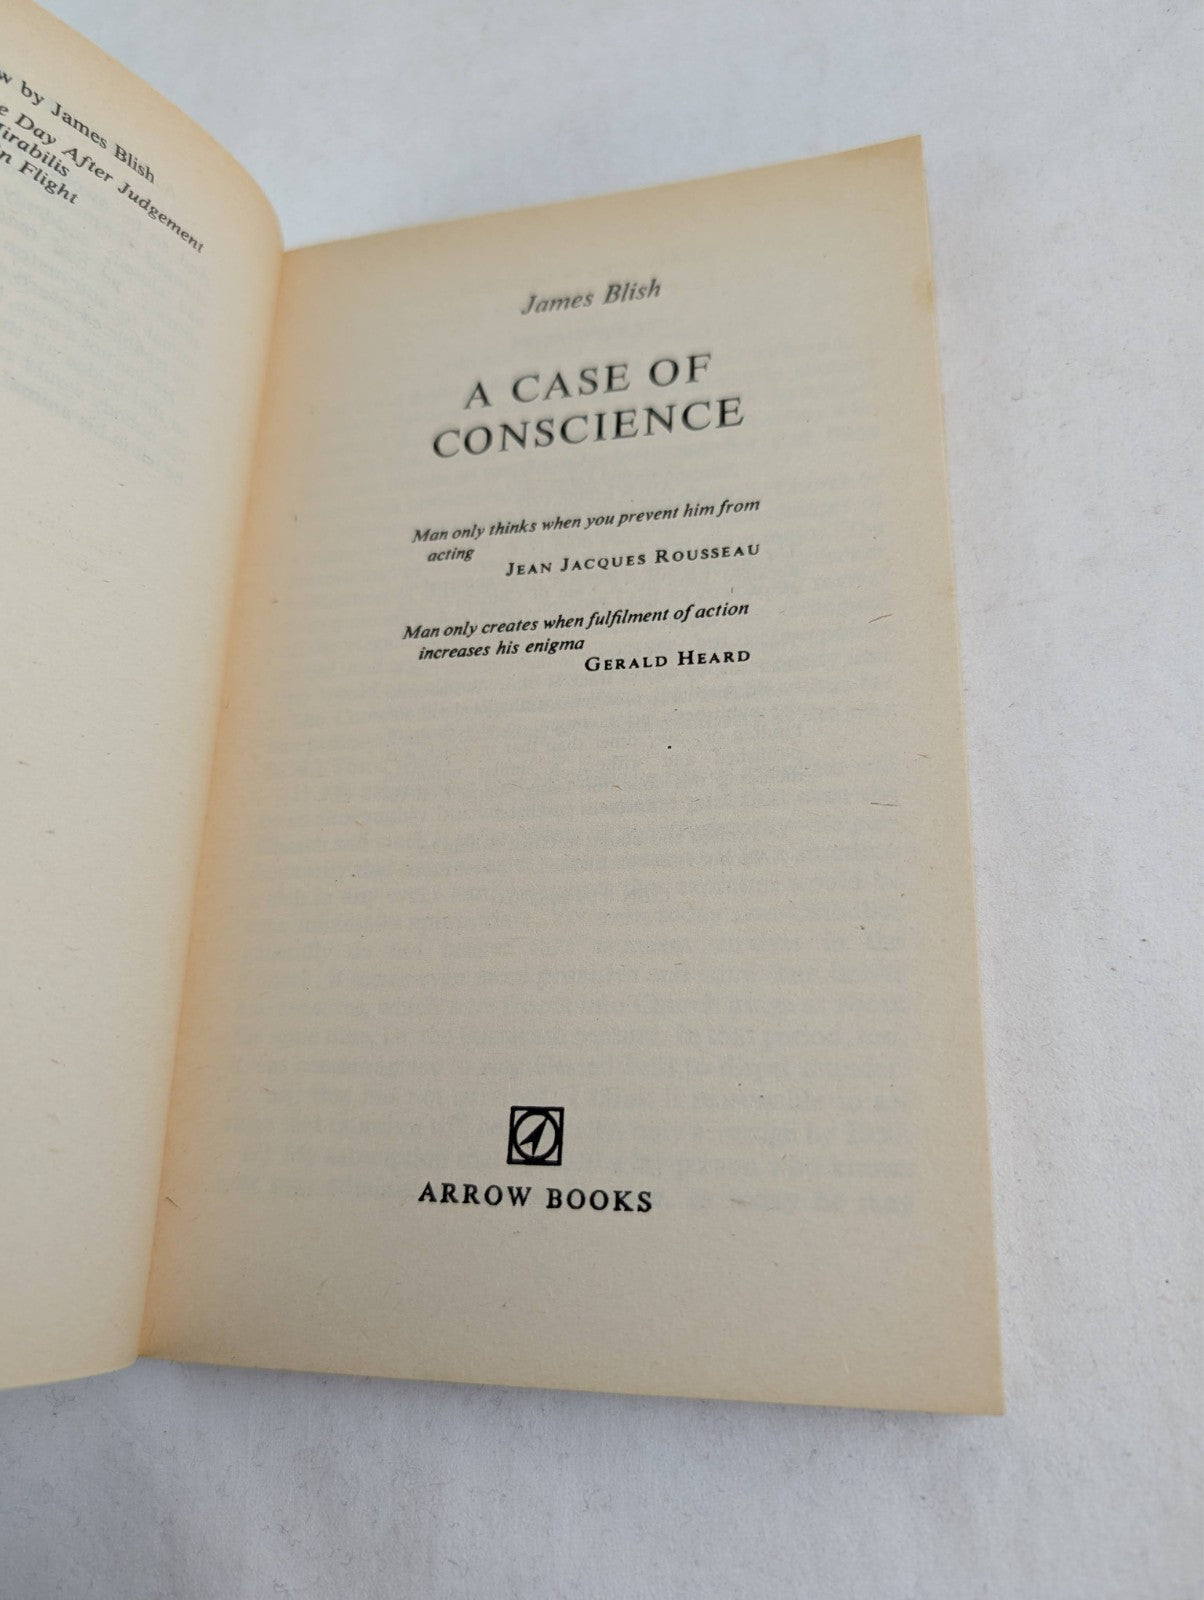 by James Blish
Day After Judgement
Mirabilis
in Flight
James Blish
A CASE OF
CONSCIENCE
Man only thinks when you prevent him from
acting
JEAN JACQUES ROUSSEAU
Man only creates when fulfilment of action
increases his enigma
GERALD HEARD
ARROW BOOKS